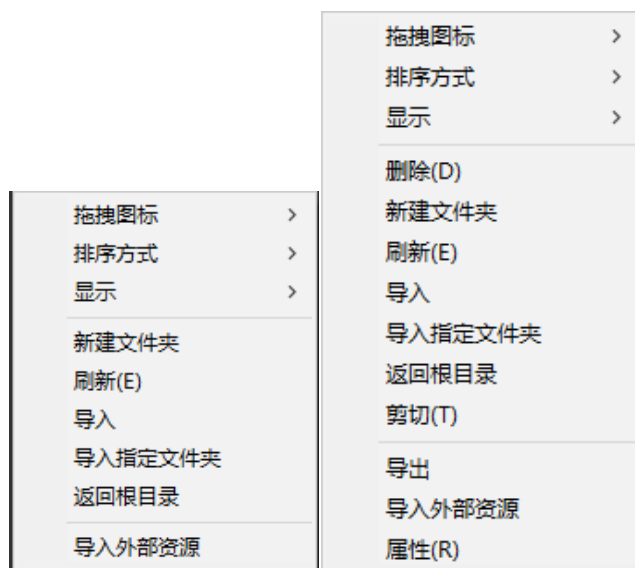 拖拽图标
排序方式
显示
新建文件夹
刷新(E)
导入
导入指定文件夹
返回根目录
导入外部资源
拖拽图标
排序方式
显示
删除(D)
新建文件夹
刷新(E)
导入
导入指定文件夹
返回根目录
剪切(T)
导出
导入外部资源
属性(R)